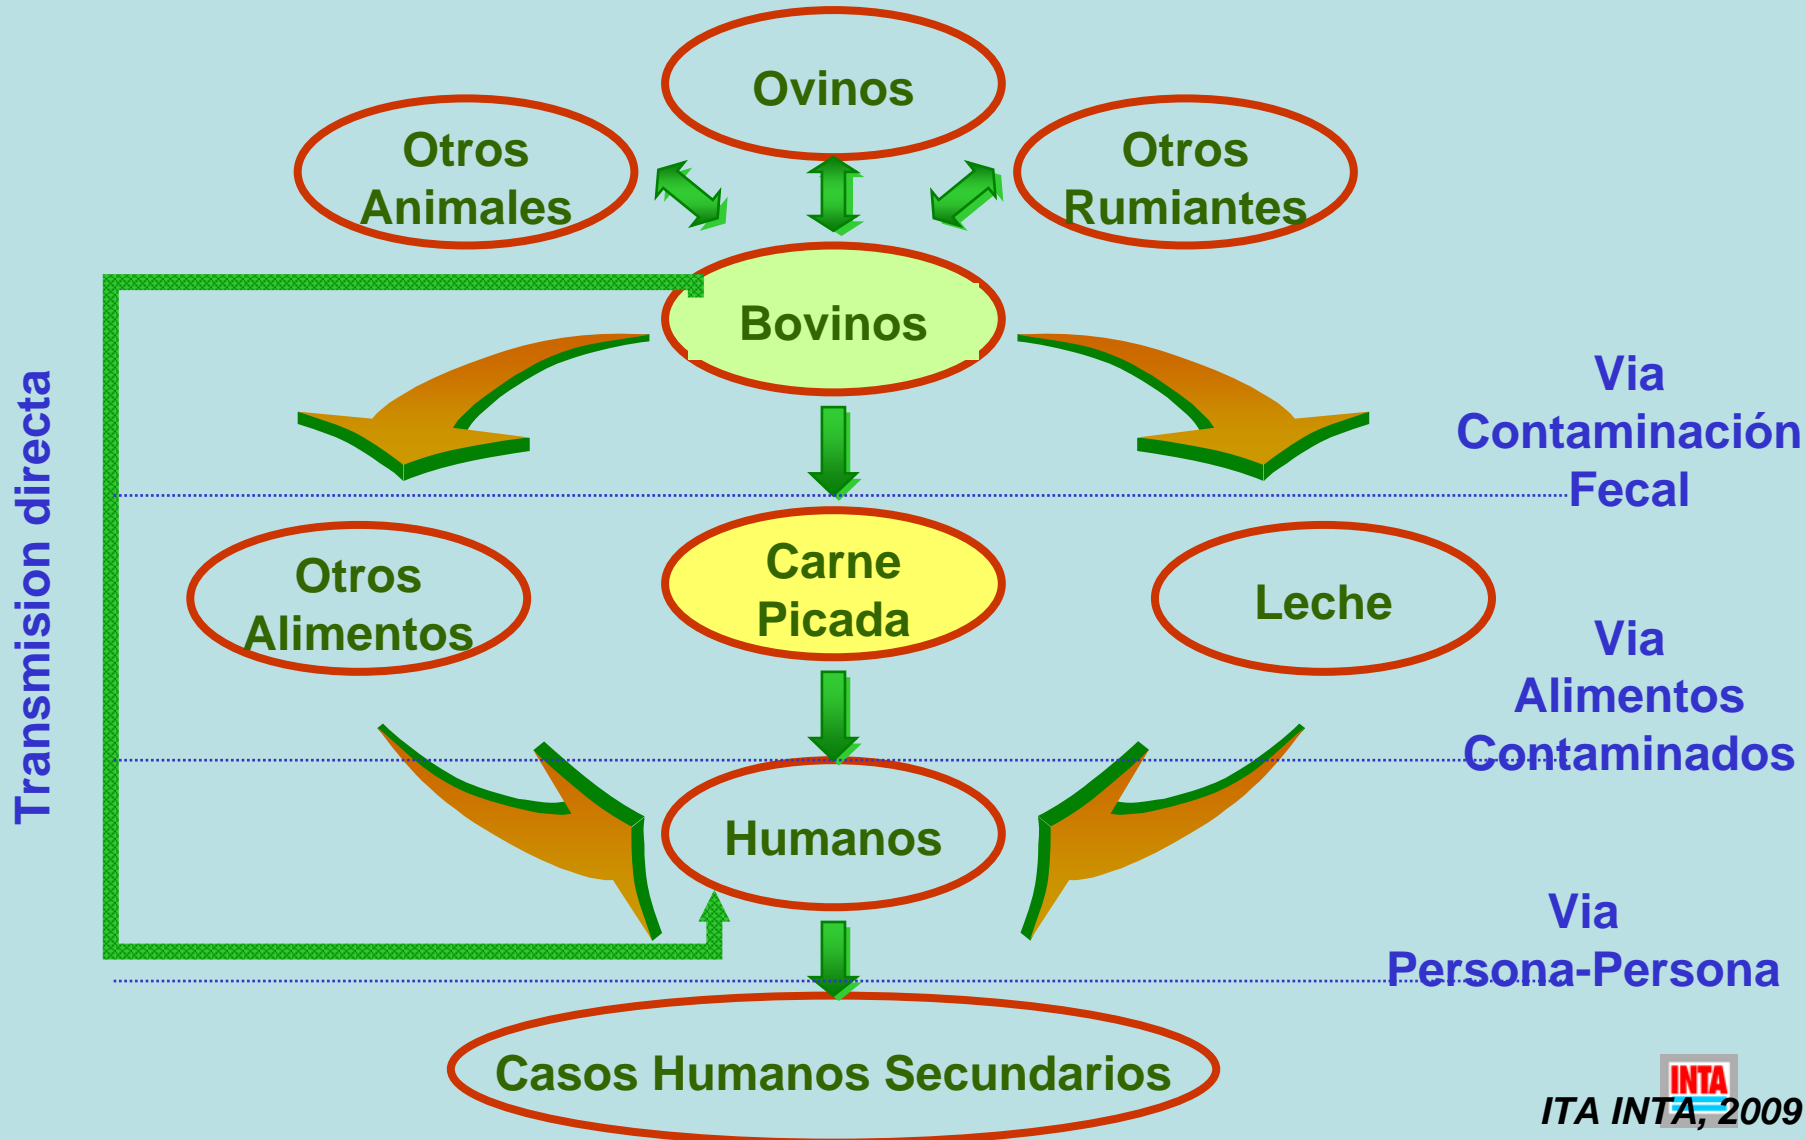 Ovinos
Otros
Animales
Otros
Rumiantes
Bovinos
Transmision directa
Via
Contaminación
Fecal
Otros
Alimentos
Carne
Picada
Leche
Via
Alimentos
Contaminados
Humanos
Via
Persona-Persona
Casos Humanos Secundarios
INTA
ITA INTA, 2009